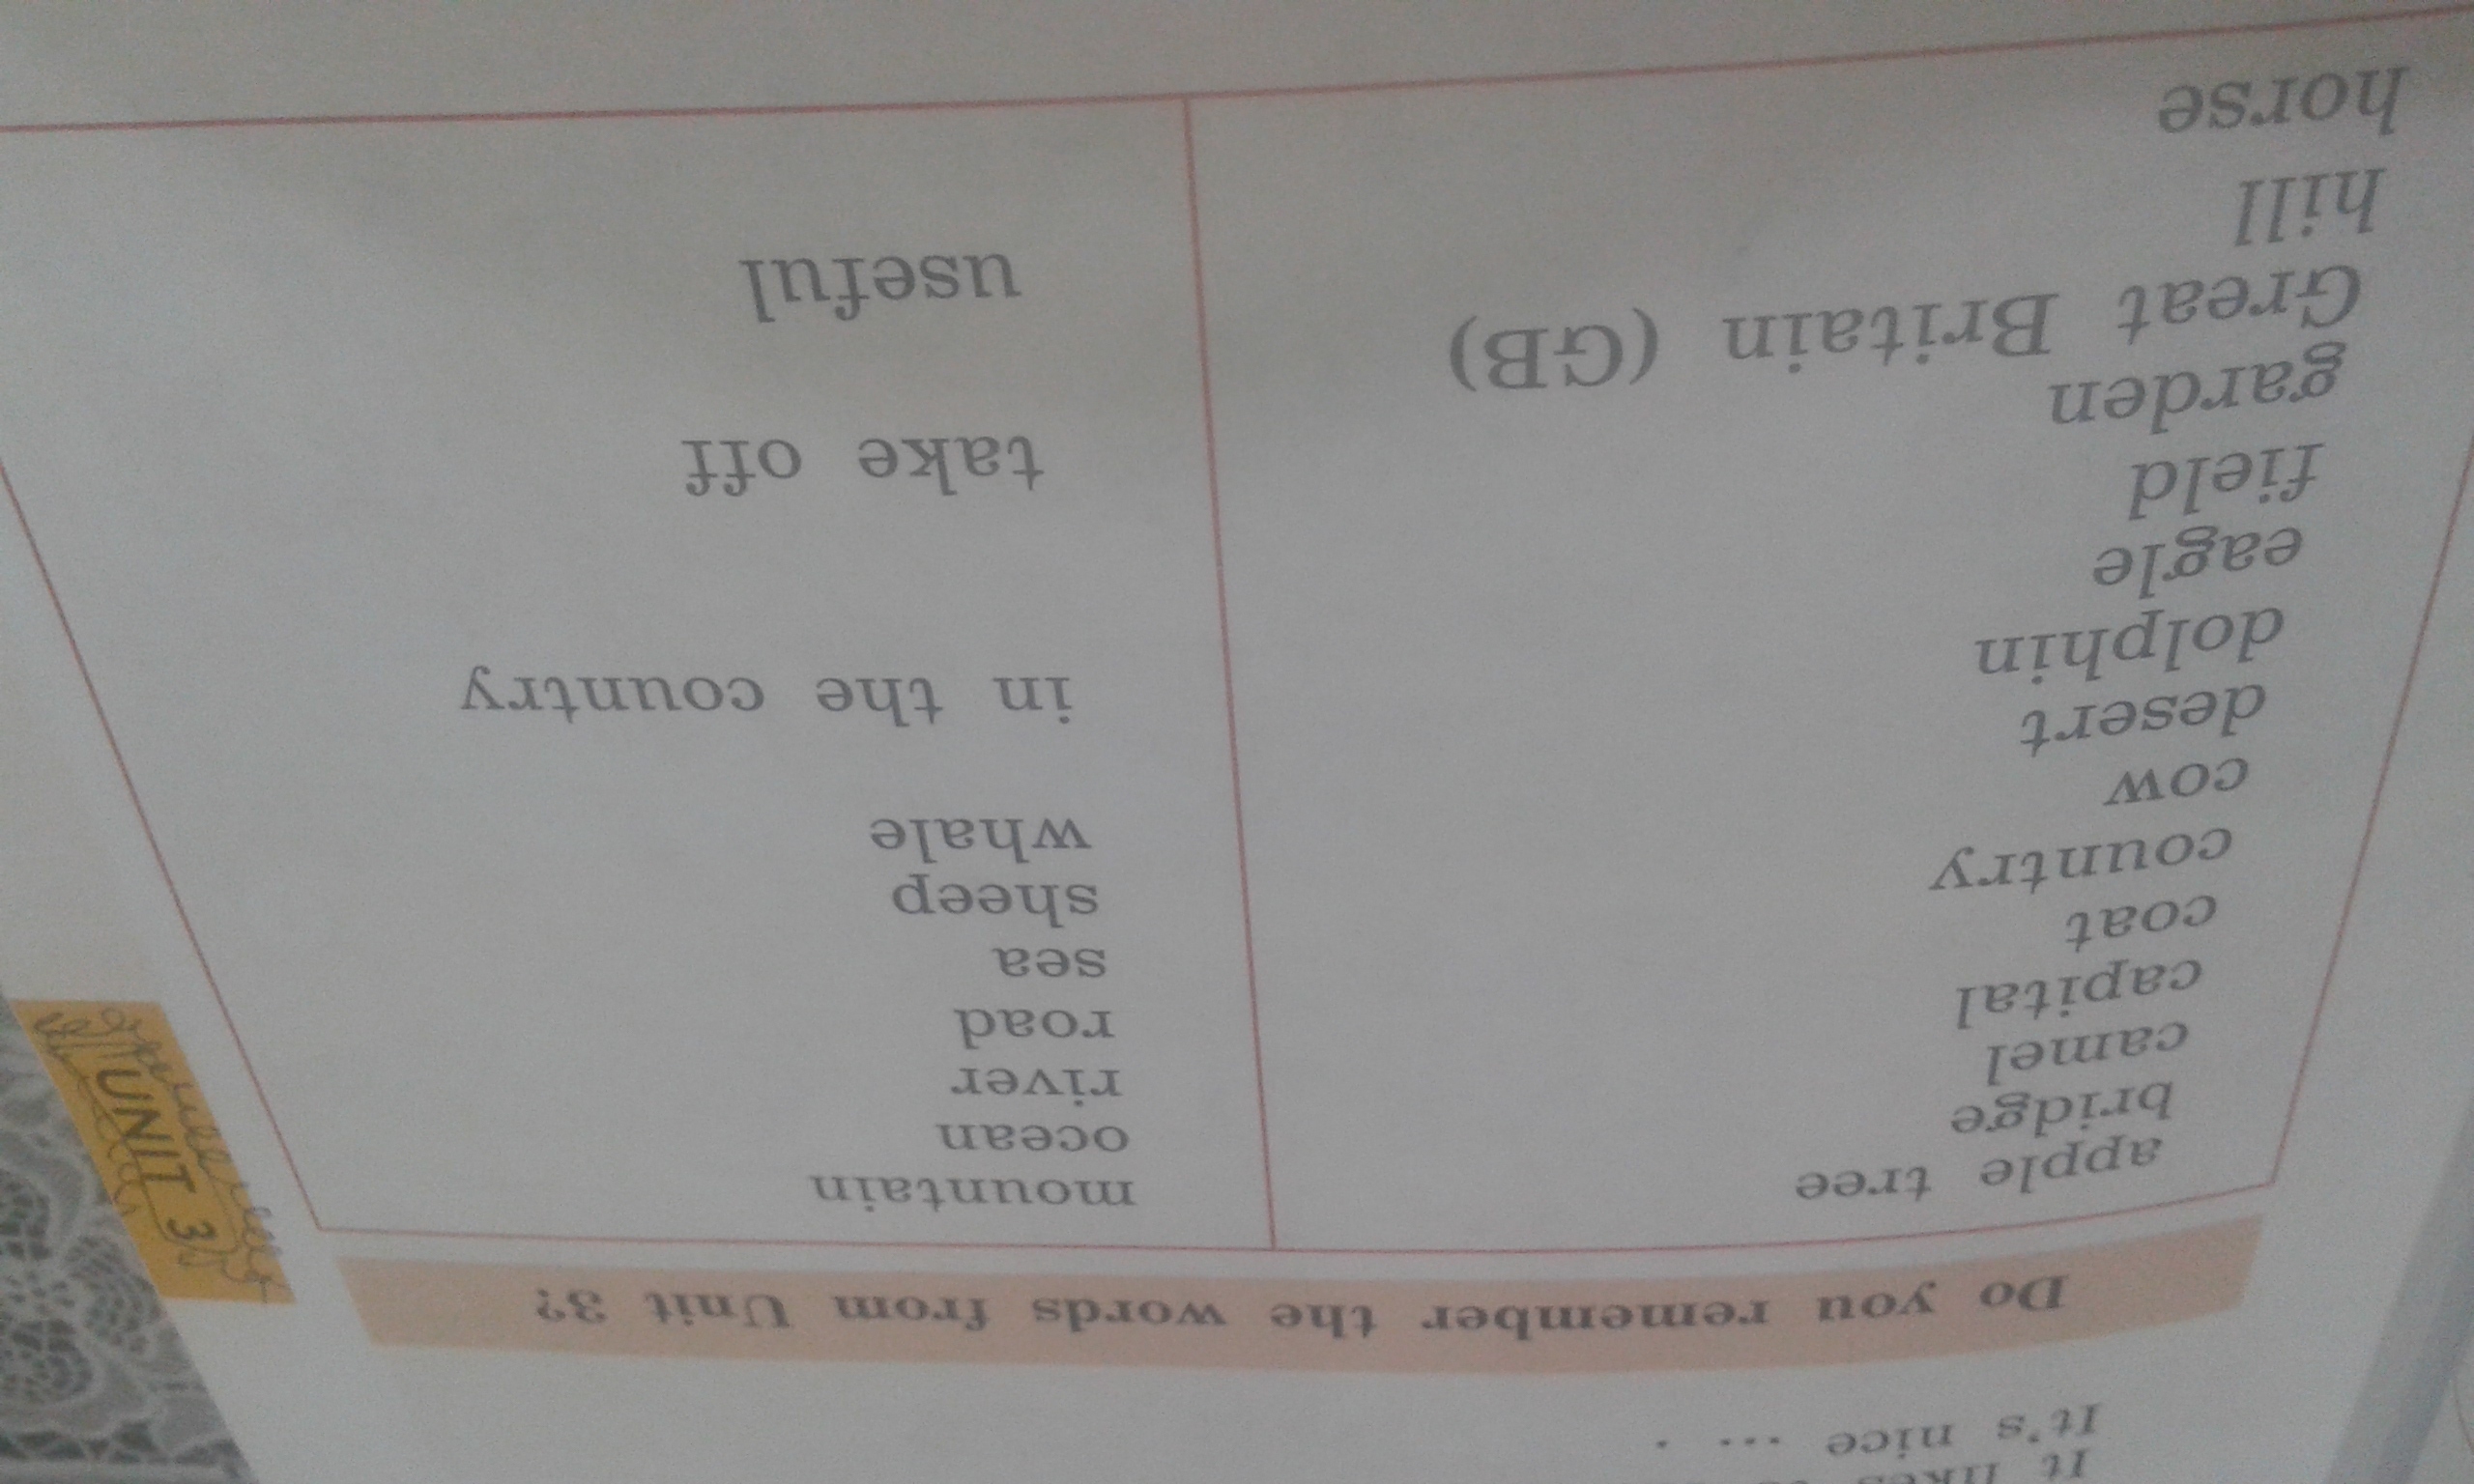 It likes
It's nice ... .
Do you remember the words from Unit 3?
apple tree
bridge
camel
capital
coat
country
cow
desert
dolphin
eagle
field
garden
Great Britain (GB)
hill
horse
mountain
ocean
river
road
sea
sheep
whale
in the country
take off
useful
UNIT 3